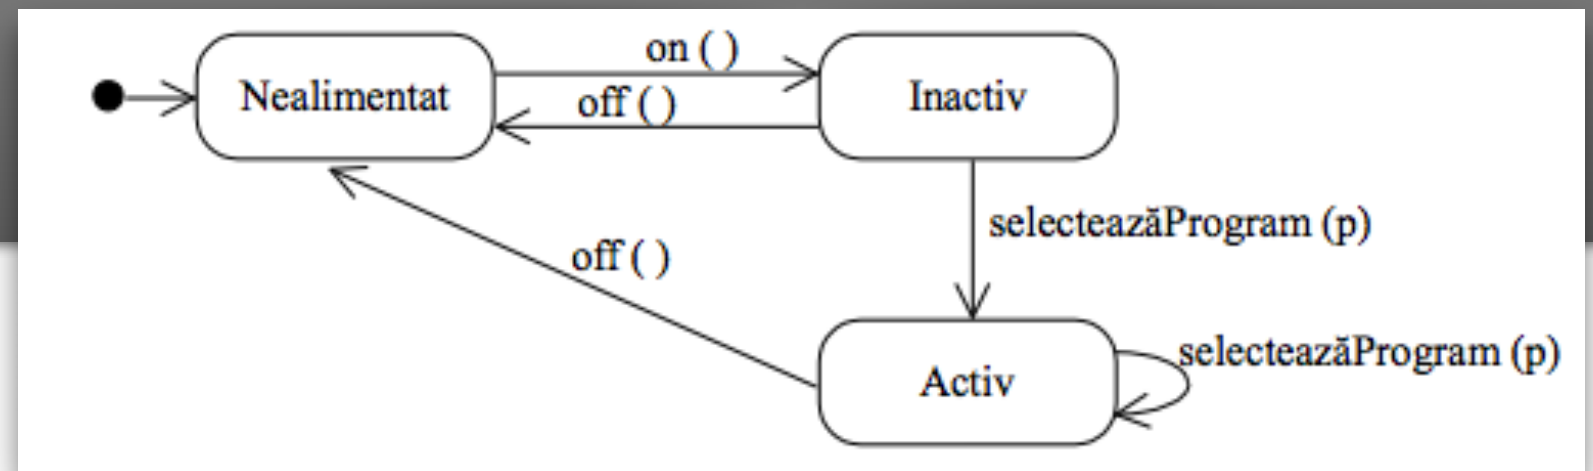 on ( )
Nealimentat
Inactiv
off ( )
selecteazăProgram (p)
off ( )
selecteazăProgram (p)
Activ